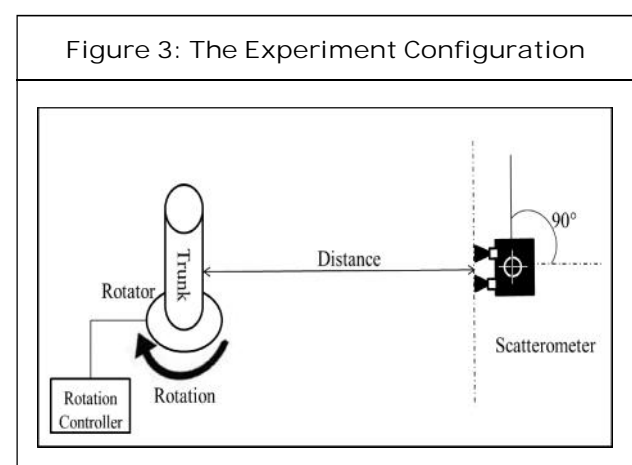 Figure 3: The Experiment Configuration
90°
Distance
Trunk
Rotator
Scatterometer
Rotation
Rotation
Controller